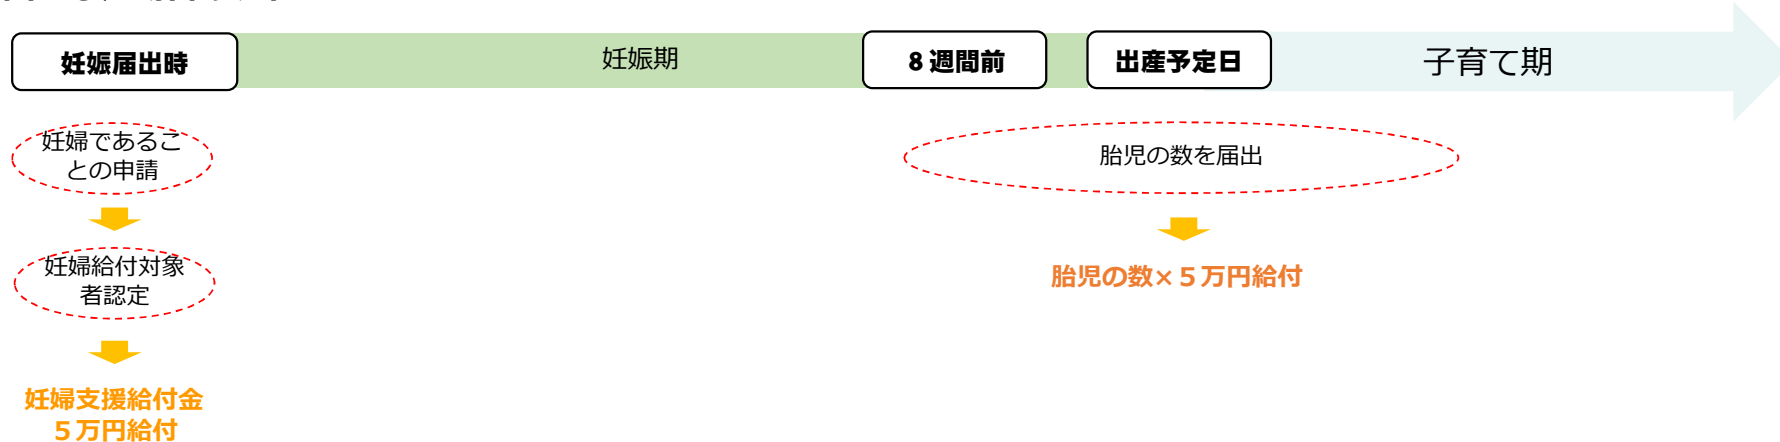 妊娠届出時
妊娠期
8週間前
出産予定日
子育て期
妊婦であるこ
との申請
胎児の数を届出
妊婦給付対象
者認定
胎児の数×５万円給付
妊婦支援給付金
５万円給付